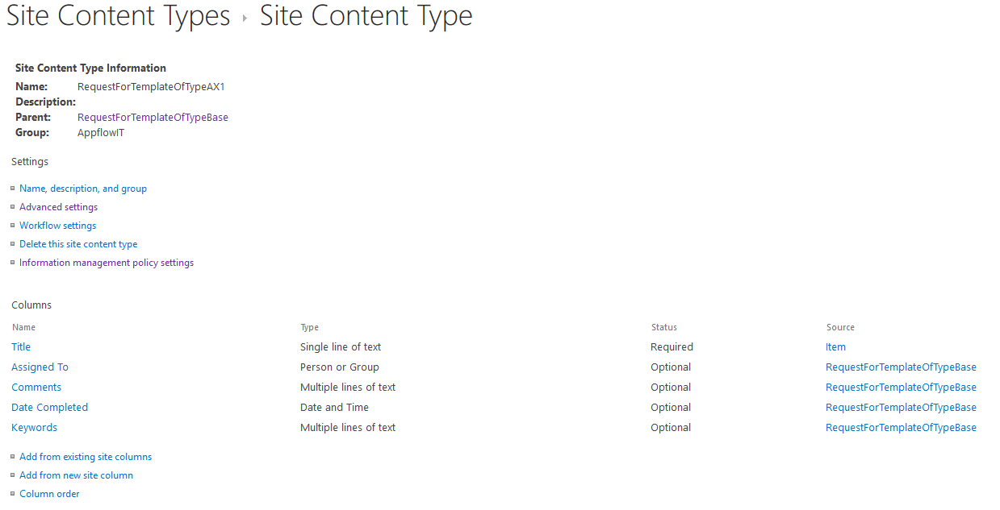 Site Content Types ▸ Site Content Type
Site Content Type Information
Name: RequestForTemplateOfTypeAX1
Description:
Parent: RequestForTemplateOfTypeBase
Group: AppflowIT
Settings
Name, description, and group
Advanced settings
Workflow settings
Delete this site content type
Information management policy settings
Columns
Name Type Status Source
Title Single line of text Required Item
Assigned To Person or Group Optional RequestForTemplateOfTypeBase
Comments Multiple lines of text Optional RequestForTemplateOfTypeBase
Date Completed Date and Time Optional RequestForTemplateOfTypeBase
Keywords Multiple lines of text Optional RequestForTemplateOfTypeBase
Add from existing site columns
Add from new site column
Column order